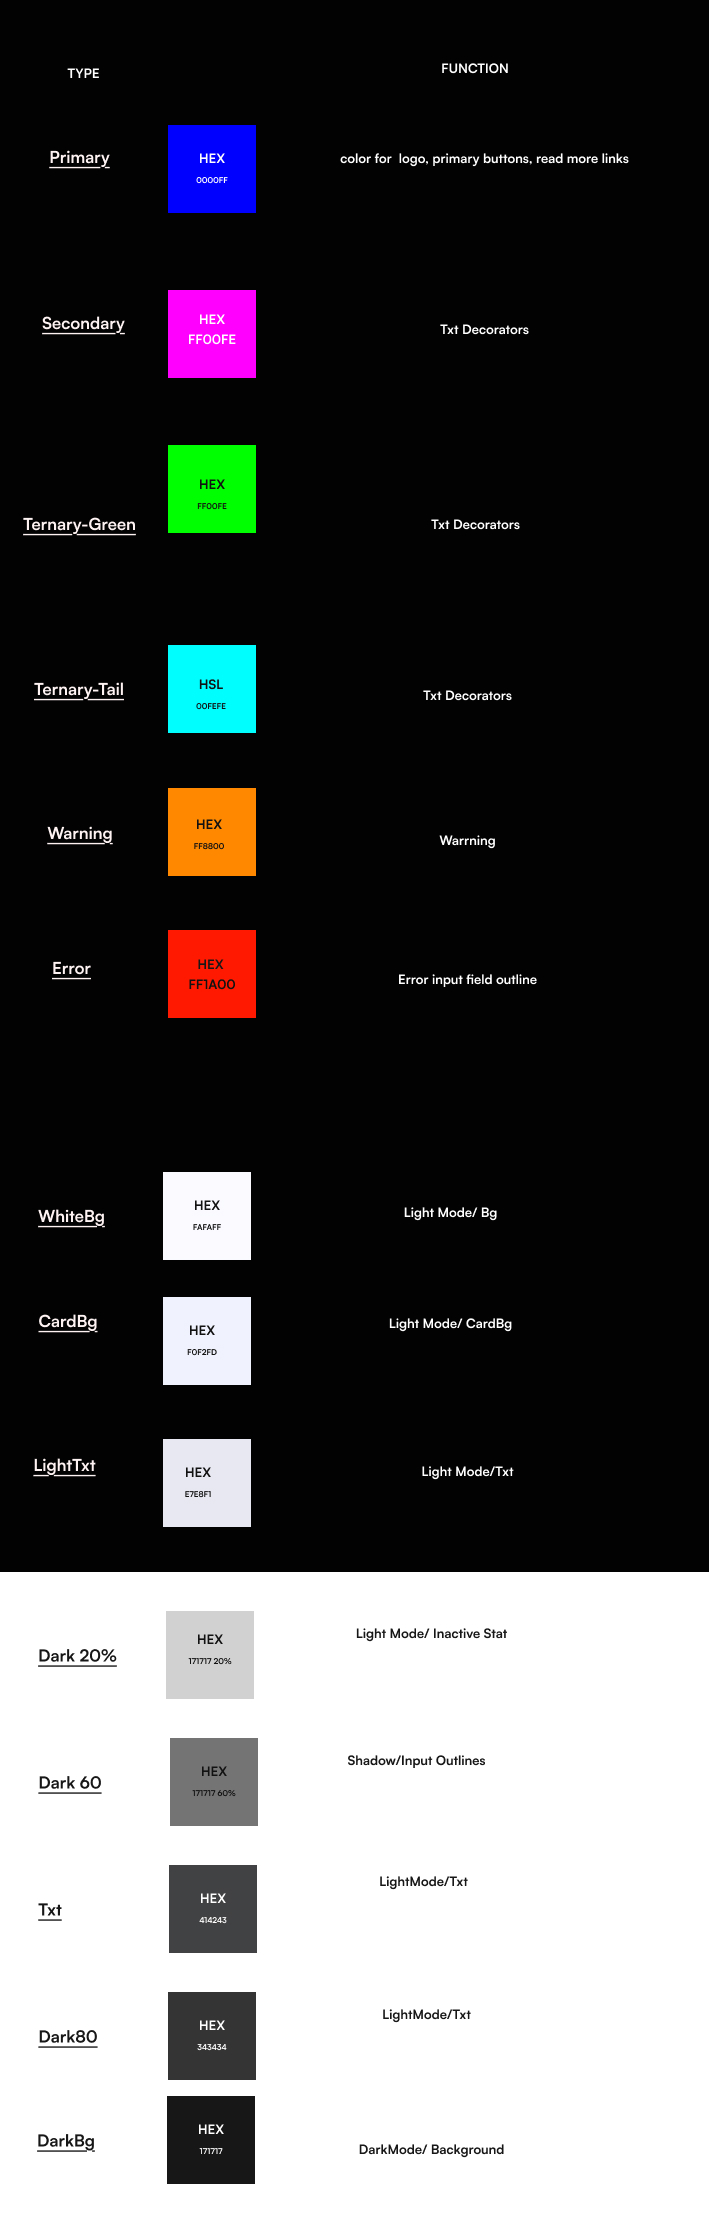 TYPE
FUNCTION
Primary
HEX
0000FF
color for  logo, primary buttons, read more links
Secondary
HEX
FF00FE
Txt Decorators
Ternary-Green
HEX
FF00FE
Txt Decorators
Ternary-Tail
HSL
00FEFE
Txt Decorators
Warning
HEX
FF8800
Warrning
Error
HEX
FF1A00
Error input field outline
WhiteBg
HEX
FAFAFF
Light Mode/ Bg
CardBg
HEX
F0F2FD
Light Mode/ CardBg
LightTxt
HEX
E7E8F1
Light Mode/Txt
Dark 20%
HEX
171717 20%
Light Mode/ Inactive Stat
Dark 60
HEX
171717 60%
Shadow/Input Outlines
Txt
HEX
414243
LightMode/Txt
Dark80
HEX
343434
LightMode/Txt
DarkBg
HEX
171717
DarkMode/ Background